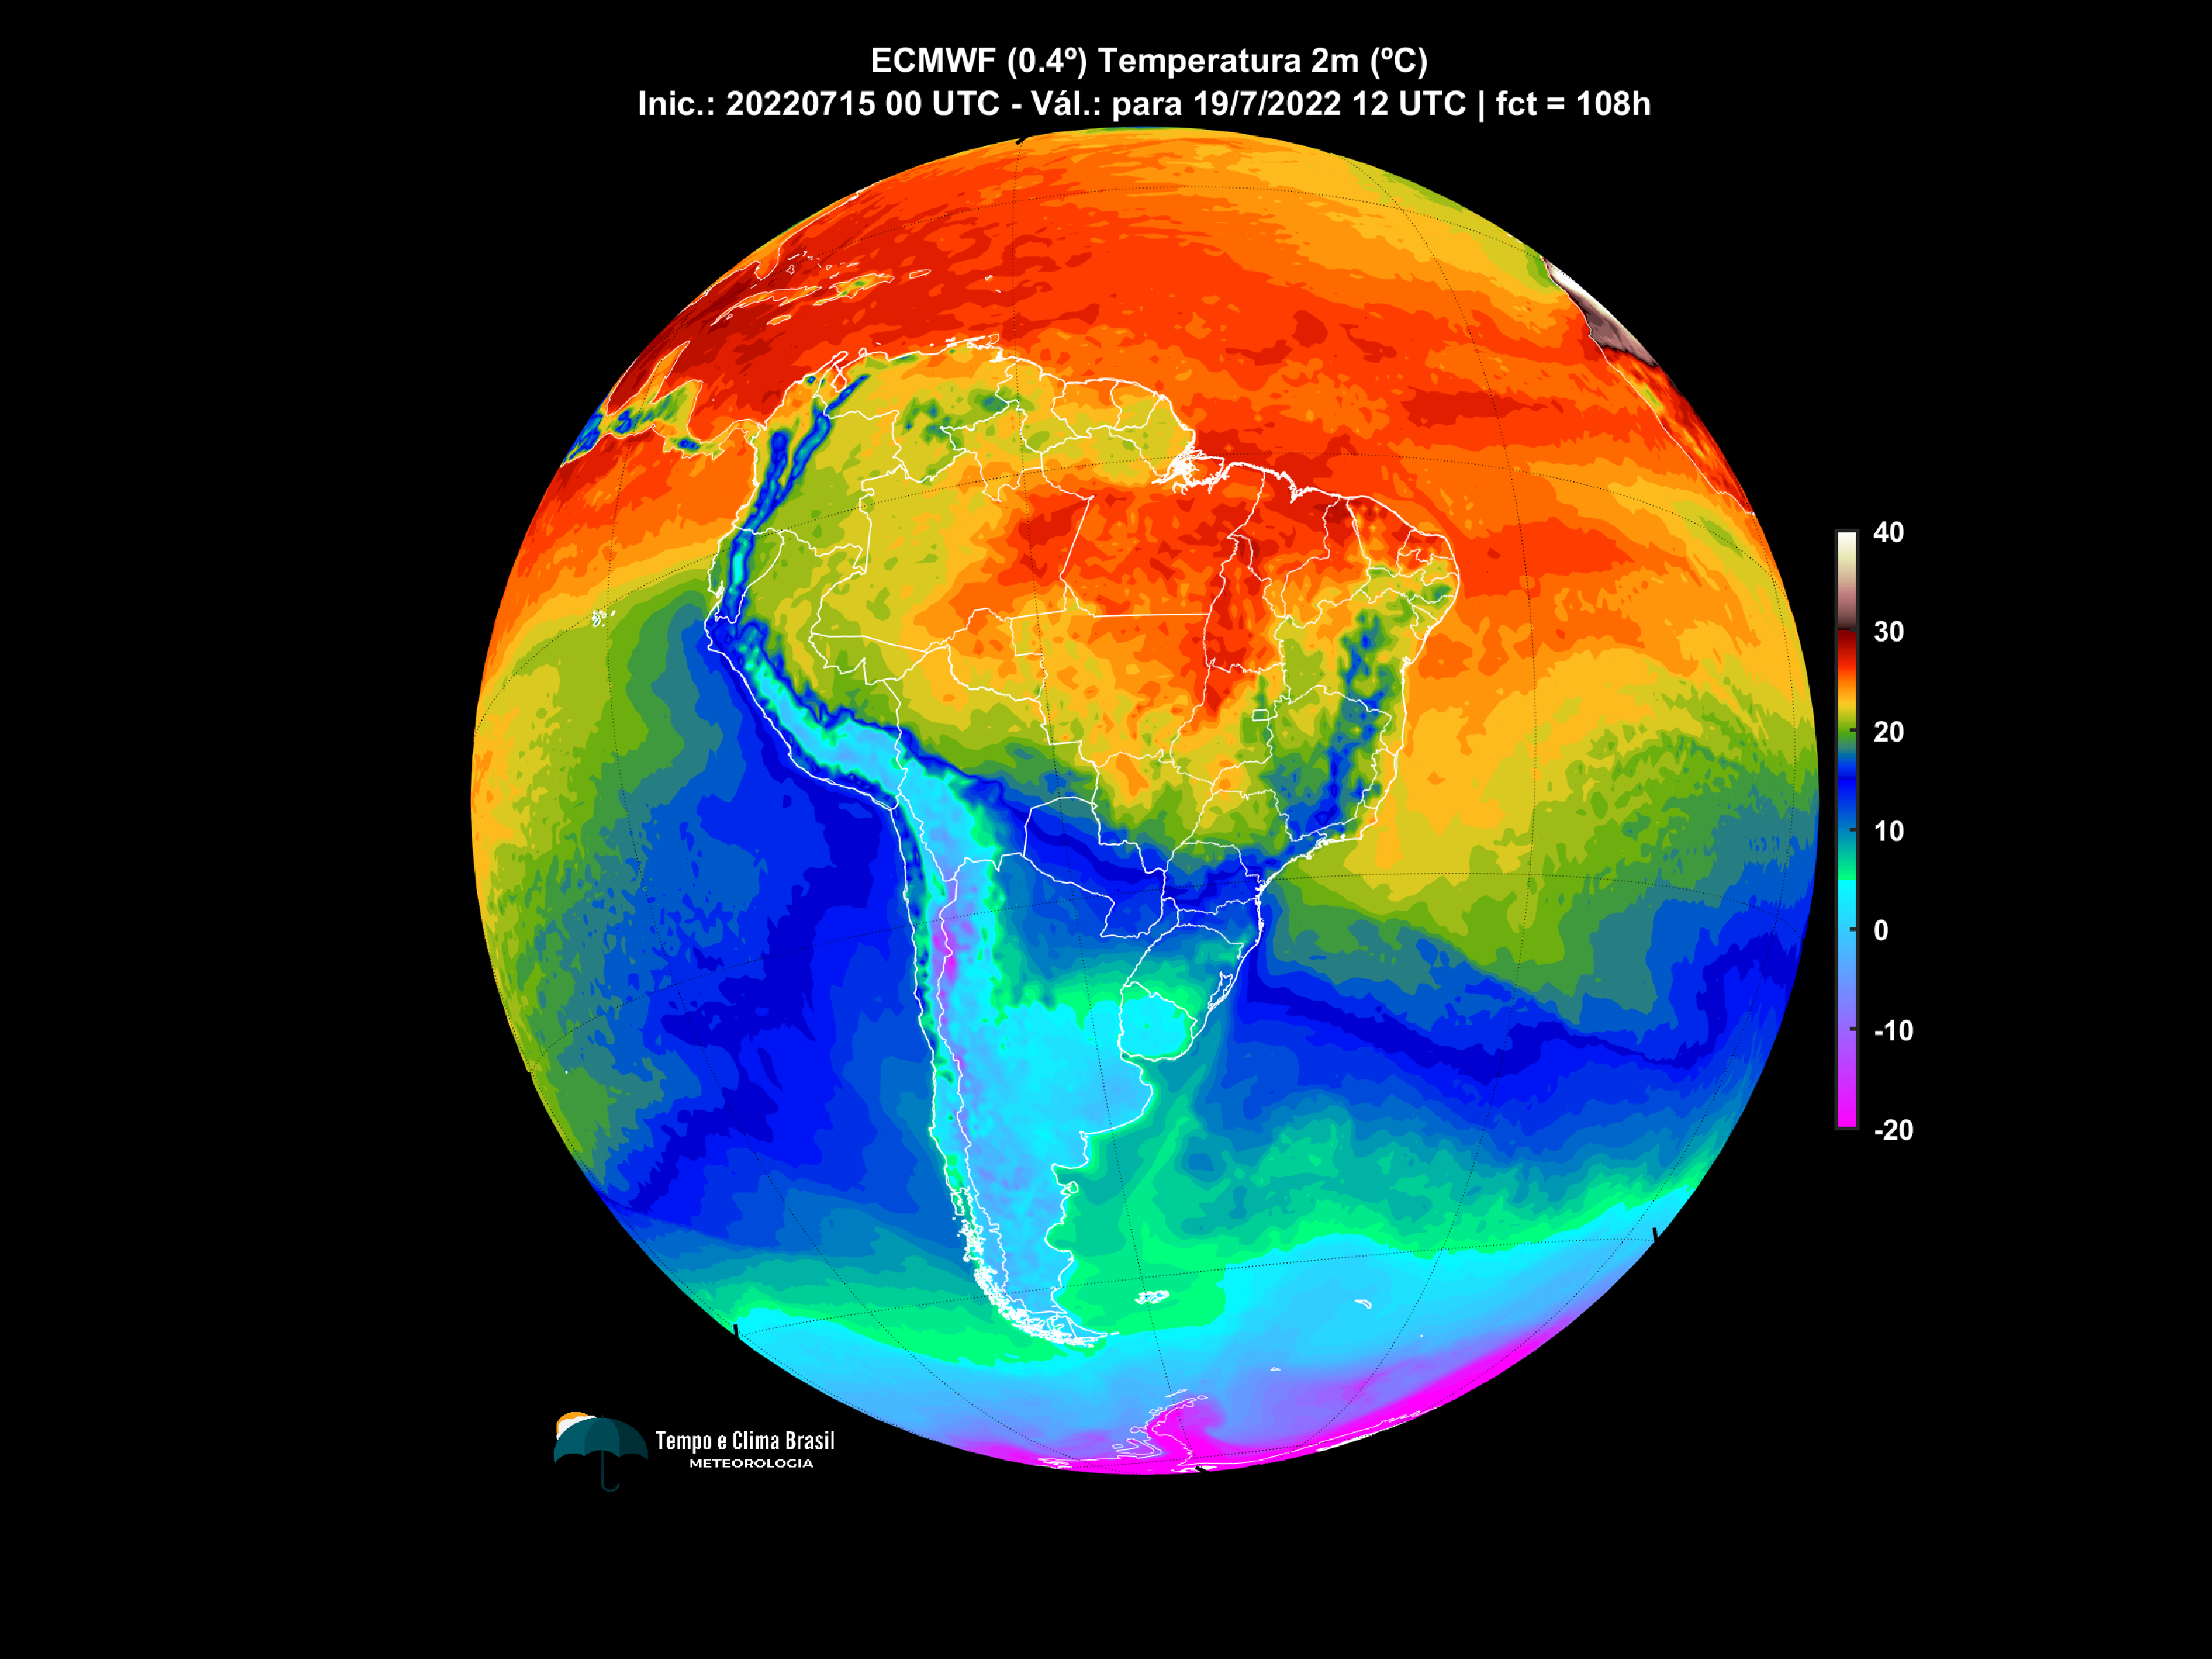 ECMWF (0.4º) Temperatura 2m (ºC)
Inic.: 20220715 00 UTC - Vál.: para 19/7/2022 12 UTC | fct = 108h
40
30
20
10
0
-10
-20
Tempo e Clima Brasil
METEOROLOGIA